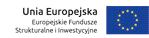 Unia Europejska
Europejskie Fundusze
Strukturalne i Inwestycyjne